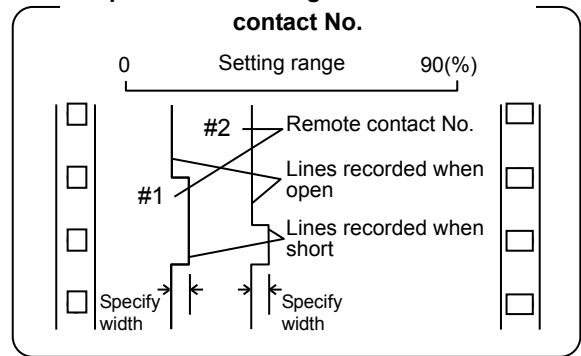 contact No.
0 Setting range 90(%)
#2 Remote contact No.
Lines recorded when
open
#1
Lines recorded when
short
Specify
width
Specify
width